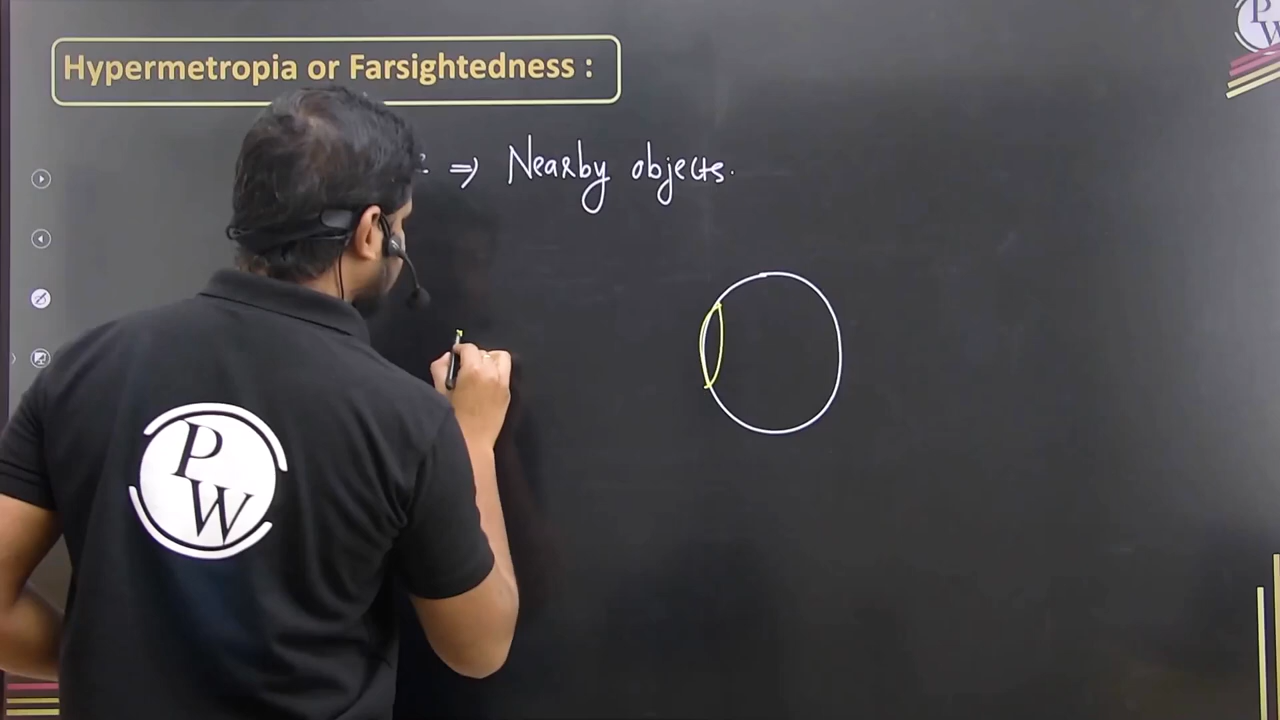 Hypermetropia or Farsightedness :
⇒ Nearby objects.
P
W
P
W